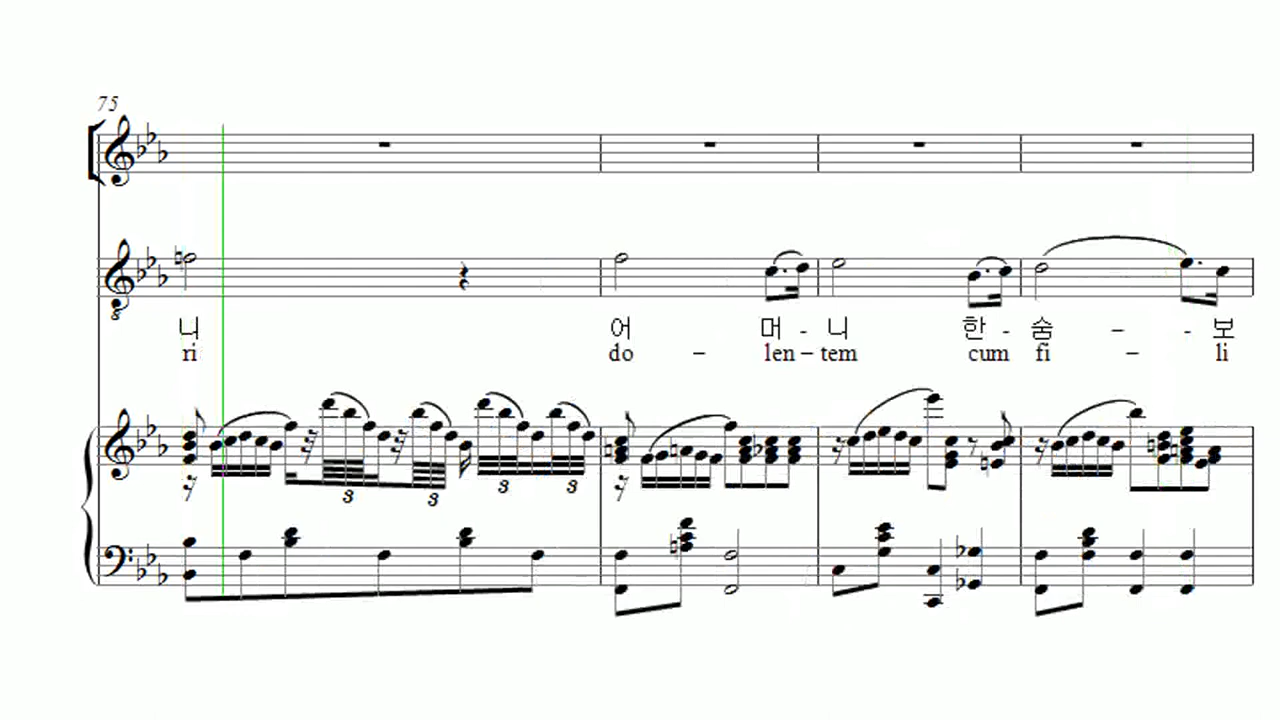 75
니 어 머 - 니 한 - 숨 - - 보
ri do - len - tem cum fi - li
3 3 3 3